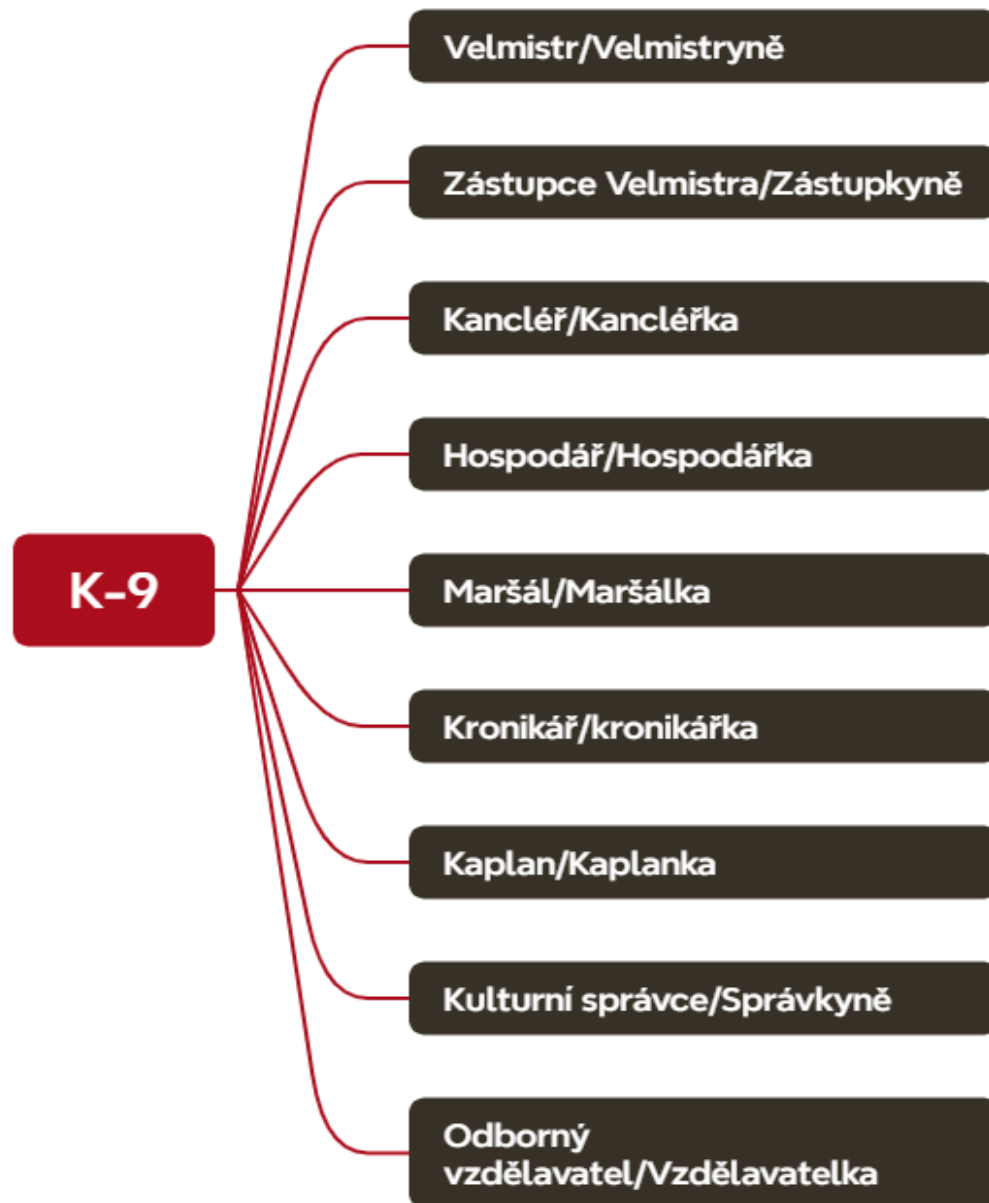 Velmistr/Velmistryně
Zástupce Velmistra/Zástupkyně
Kancléř/Kancléřka
Hospodář/Hospodářka
K-9
Maršál/Maršálka
Kronikář/kronikářka
Kaplan/Kaplanka
Kulturní správce/Správkyně
Odborný
vzdělavatel/Vzdělavatelka